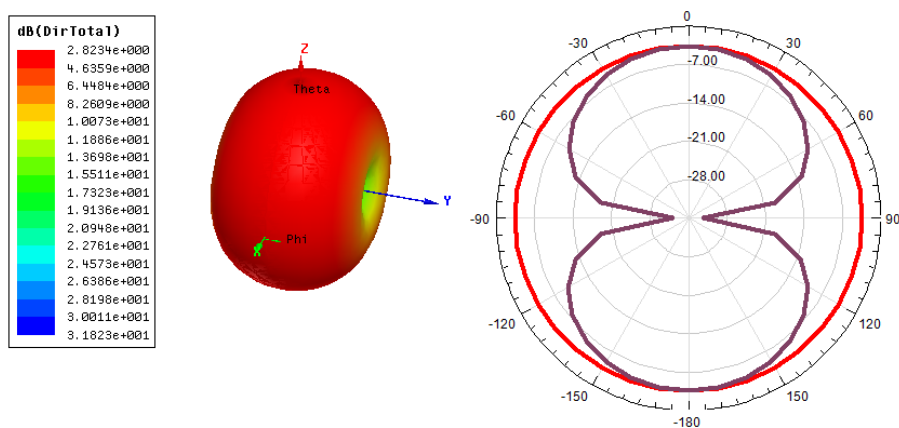 dB(DirTotal)
2.8234e+000
4.6359e+000
6.4484e+000
8.2609e+000
1.0073e+001
1.1886e+001
1.3698e+001
1.5511e+001
1.7323e+001
1.9136e+001
2.0948e+001
2.2761e+001
2.4573e+001
2.6386e+001
2.8198e+001
3.0011e+001
3.1823e+001
Z
Theta
Y
Phi
0
-30
30
-7.00
-60
-14.00
60
-21.00
-28.00
-90
90
-120
120
-150
150
-180